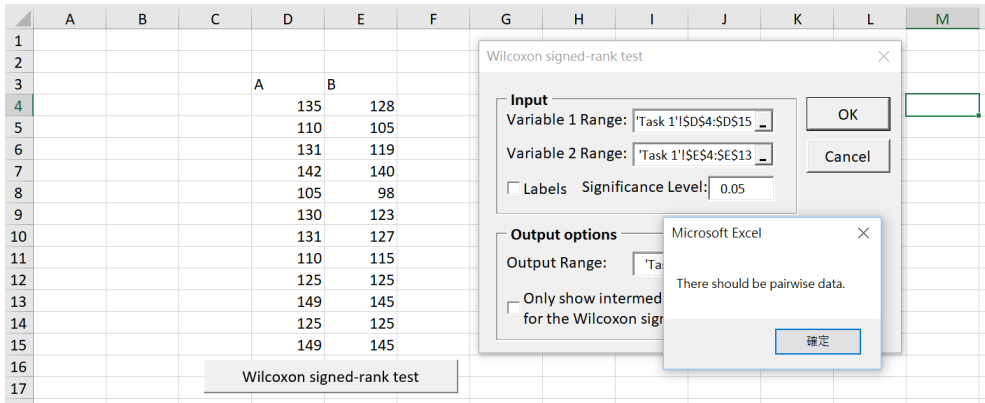 A B C D E F G H I J K L M
1
2 Wilcoxon signed-rank test
3 A B
Input
4 135 128
Variable 1 Range: 'Task 1'!$D$4:$D$15 OK
5 110 105
6 131 119
Variable 2 Range: 'Task 1'!$E$4:$E$13 Cancel
7 142 140
8 105 98
Labels Significance Level: 0.05
9 130 123
10 131 127
Output options Microsoft Excel
11 110 115
Output Range: 'Ta
12 125 125
There should be pairwise data.
13 149 145
Only show intermed
14 125 125
for the Wilcoxon sigr
15 149 145
確定
16
Wilcoxon signed-rank test
17